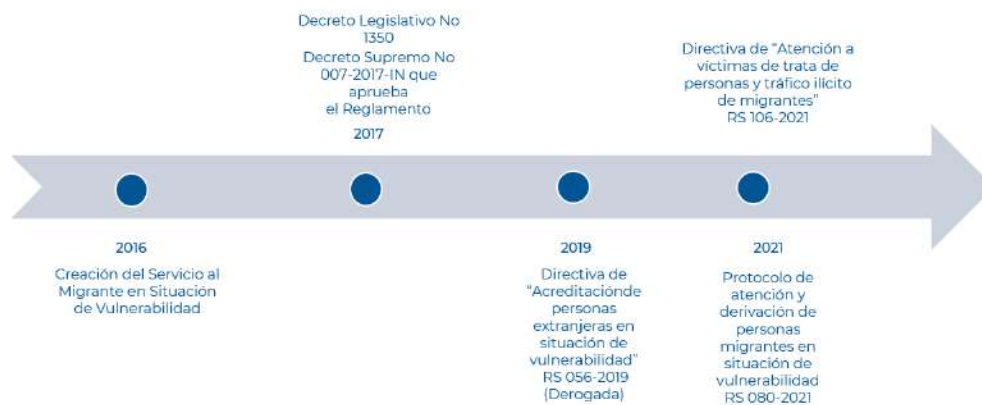 Decreto Legislativo No
1350
Decreto Supremo No
007-2017-IN que
aprueba
el Reglamento
2017
Directiva de "Atención a
víctimas de trata de
personas y tráfico ilícito
de migrantes"
RS 106-2021
2016
Creación del Servicio al
Migrante en Situación
de Vulnerabilidad
2019
Directiva de
"Acreditaciónde
personas
extranjeras en
situación de
vulnerabilidad"
RS 056-2019
(Derogada)
2021
Protocolo de
atención y
derivación de
personas
migrantes en
situación de
vulnerabilidad
RS 080-2021